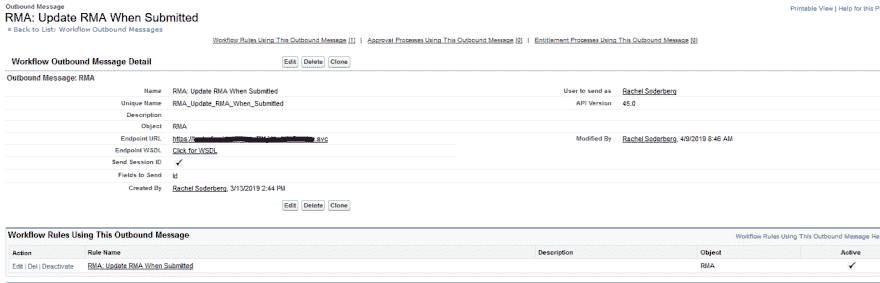 Outbound Message
RMA: Update RMA When Submitted
Printable View | Help for this P
« Back to List: Workflow Outbound Messages
Workflow Rules Using This Outbound Message [1] | Approval Processes Using This Outbound Message [0] | Entitlement Processes Using This Outbound Message [0]
Workflow Outbound Message Detail Edit Delete Clone
Outbound Message: RMA
Name RMA: Update RMA When Submitted User to send as Rachel Soderberg
Unique Name RMA_Update_RMA_When_Submitted API Version 45.0
Description
Object RMA
Endpoint URL https:// .svc Modified By Rachel Soderberg, 4/9/2019 8:46 AM
Endpoint WSDL Click for WSDL
Send Session ID ✓
Fields to Send Id
Created By Rachel Soderberg, 3/13/2019 2:44 PM
Edit Delete Clone
Workflow Rules Using This Outbound Message Workflow Rules Using This Outbound Message He
Action Rule Name Description Object Active
Edit | Del | Deactivate RMA: Update RMA When Submitted RMA ✓